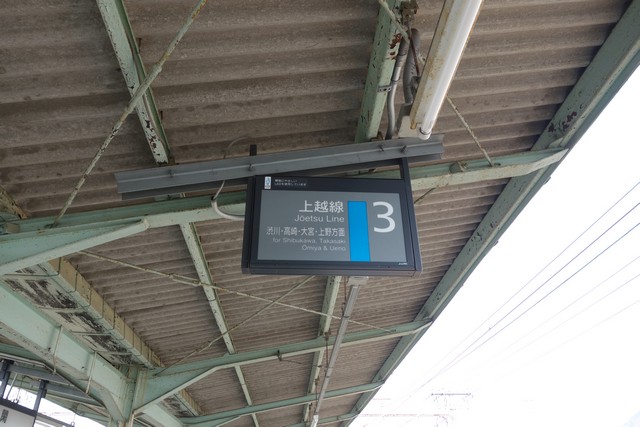 上越線
Joetsu Line
渋川・高崎・大宮・上野方面
for Shibukawa, Takasaki,
Ōmiya & Ueno
3